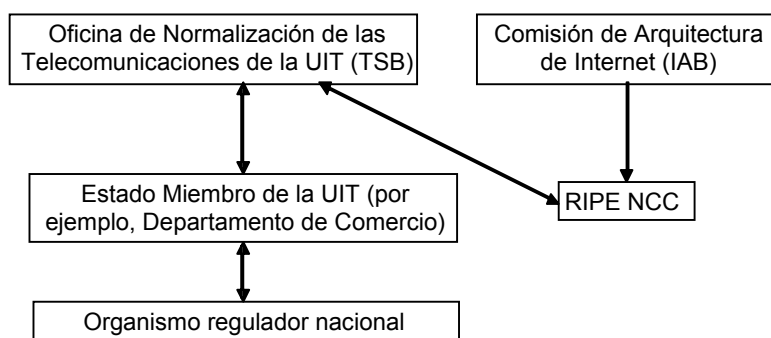 Oficina de Normalización de las
Telecomunicaciones de la UIT (TSB)
Comisión de Arquitectura
de Internet (IAB)
Estado Miembro de la UIT (por
ejemplo, Departamento de Comercio)
RIPE NCC
Organismo regulador nacional